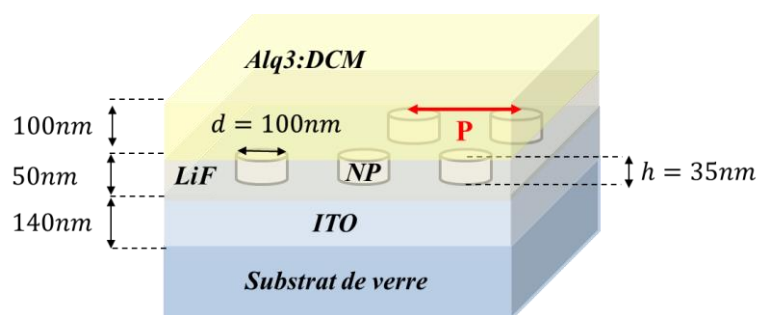 Alq3:DCM
100nm
d = 100nm
P
50nm
LiF
NP
h = 35nm
140nm
ITO
Substrat de verre